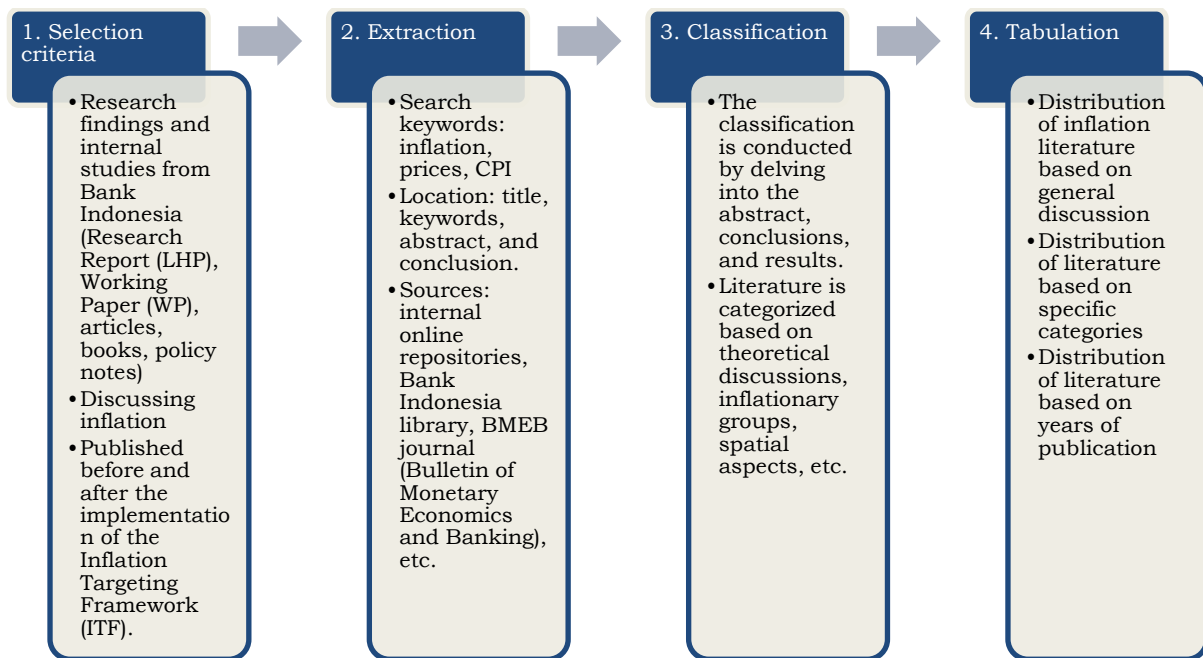 1. Selection
criteria
• Research
findings and
internal
studies from
Bank
Indonesia
(Research
Report (LHP),
Working
Paper (WP),
articles,
books, policy
notes)
• Discussing
inflation
• Published
before and
after the
implementatio
n of the
Inflation
Targeting
Framework
(ITF).
2. Extraction
• Search
keywords:
inflation,
prices, CPI
• Location: title,
keywords,
abstract, and
conclusion.
• Sources:
internal
online
repositories,
Bank
Indonesia
library, BMEB
journal
(Bulletin of
Monetary
Economics
and Banking),
etc.
3. Classification
• The
classification
is conducted
by delving
into the
abstract,
conclusions,
and results.
• Literature is
categorized
based on
theoretical
discussions,
inflationary
groups,
spatial
aspects, etc.
4. Tabulation
• Distribution
of inflation
literature
based on
general
discussion
• Distribution
of literature
based on
specific
categories
• Distribution
of literature
based on
years of
publication